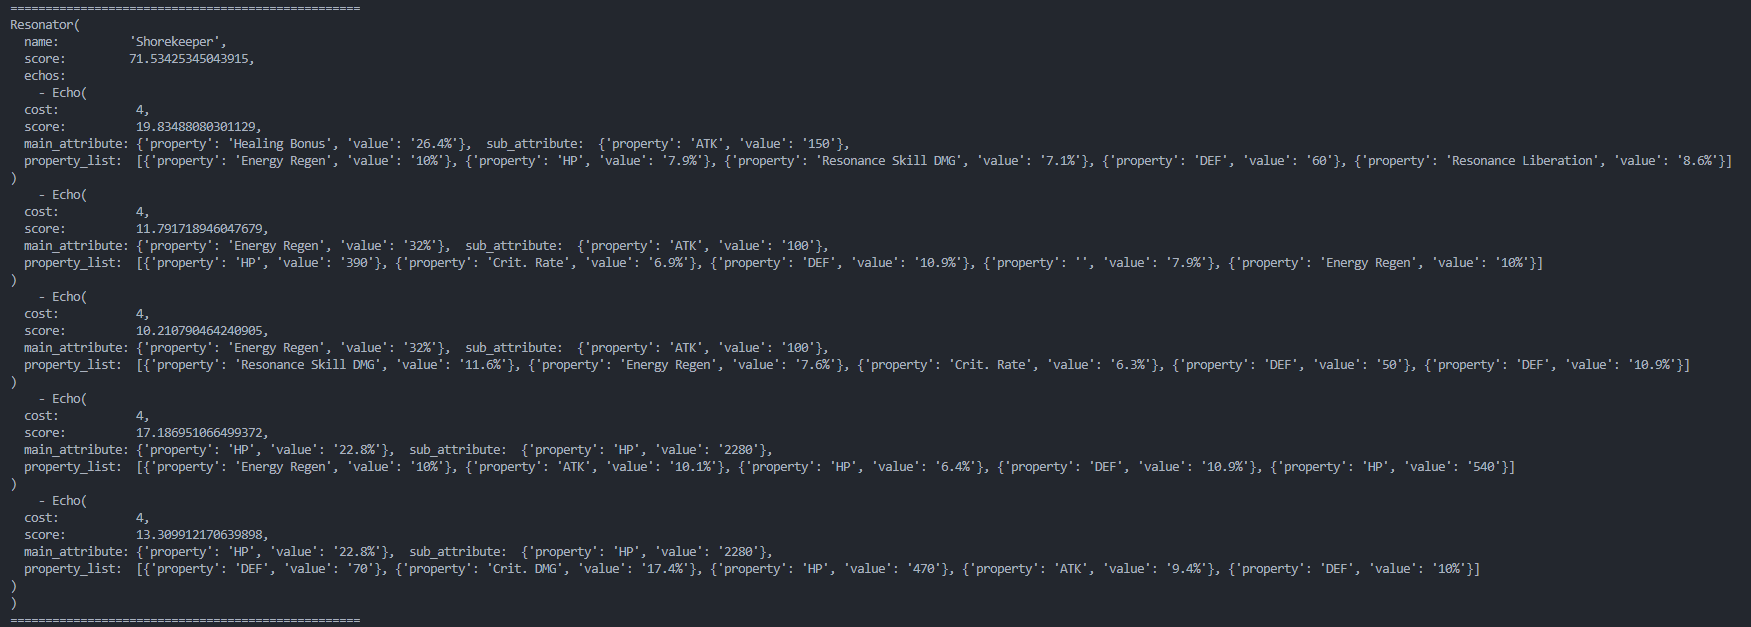 ==================================================
Resonator(
  name:          'Shorekeeper',
  score:         71.53425345043915,
  echos:
    - Echo(
  cost:           4,
  score:          19.83488080301129,
  main_attribute: {'property': 'Healing Bonus', 'value': '26.4%'},  sub_attribute:  {'property': 'ATK', 'value': '150'},
  property_list:  [{'property': 'Energy Regen', 'value': '10%'}, {'property': 'HP', 'value': '7.9%'}, {'property': 'Resonance Skill DMG', 'value': '7.1%'}, {'property': 'DEF', 'value': '60'}, {'property': 'Resonance Liberation', 'value': '8.6%'}]
)
    - Echo(
  cost:           4,
  score:          11.791718946047679,
  main_attribute: {'property': 'Energy Regen', 'value': '32%'},  sub_attribute:  {'property': 'ATK', 'value': '100'},
  property_list:  [{'property': 'HP', 'value': '390'}, {'property': 'Crit. Rate', 'value': '6.9%'}, {'property': 'DEF', 'value': '10.9%'}, {'property': '', 'value': '7.9%'}, {'property': 'Energy Regen', 'value': '10%'}]
)
    - Echo(
  cost:           4,
  score:          10.210790464240905,
  main_attribute: {'property': 'Energy Regen', 'value': '32%'},  sub_attribute:  {'property': 'ATK', 'value': '100'},
  property_list:  [{'property': 'Resonance Skill DMG', 'value': '11.6%'}, {'property': 'Energy Regen', 'value': '7.6%'}, {'property': 'Crit. Rate', 'value': '6.3%'}, {'property': 'DEF', 'value': '50'}, {'property': 'DEF', 'value': '10.9%'}]
)
    - Echo(
  cost:           4,
  score:          17.186951066499372,
  main_attribute: {'property': 'HP', 'value': '22.8%'},  sub_attribute:  {'property': 'HP', 'value': '2280'},
  property_list:  [{'property': 'Energy Regen', 'value': '10%'}, {'property': 'ATK', 'value': '10.1%'}, {'property': 'HP', 'value': '6.4%'}, {'property': 'DEF', 'value': '10.9%'}, {'property': 'HP', 'value': '540'}]
)
    - Echo(
  cost:           4,
  score:          13.309912170639898,
  main_attribute: {'property': 'HP', 'value': '22.8%'},  sub_attribute:  {'property': 'HP', 'value': '2280'},
  property_list:  [{'property': 'DEF', 'value': '70'}, {'property': 'Crit. DMG', 'value': '17.4%'}, {'property': 'HP', 'value': '470'}, {'property': 'ATK', 'value': '9.4%'}, {'property': 'DEF', 'value': '10%'}]
)
)
==================================================